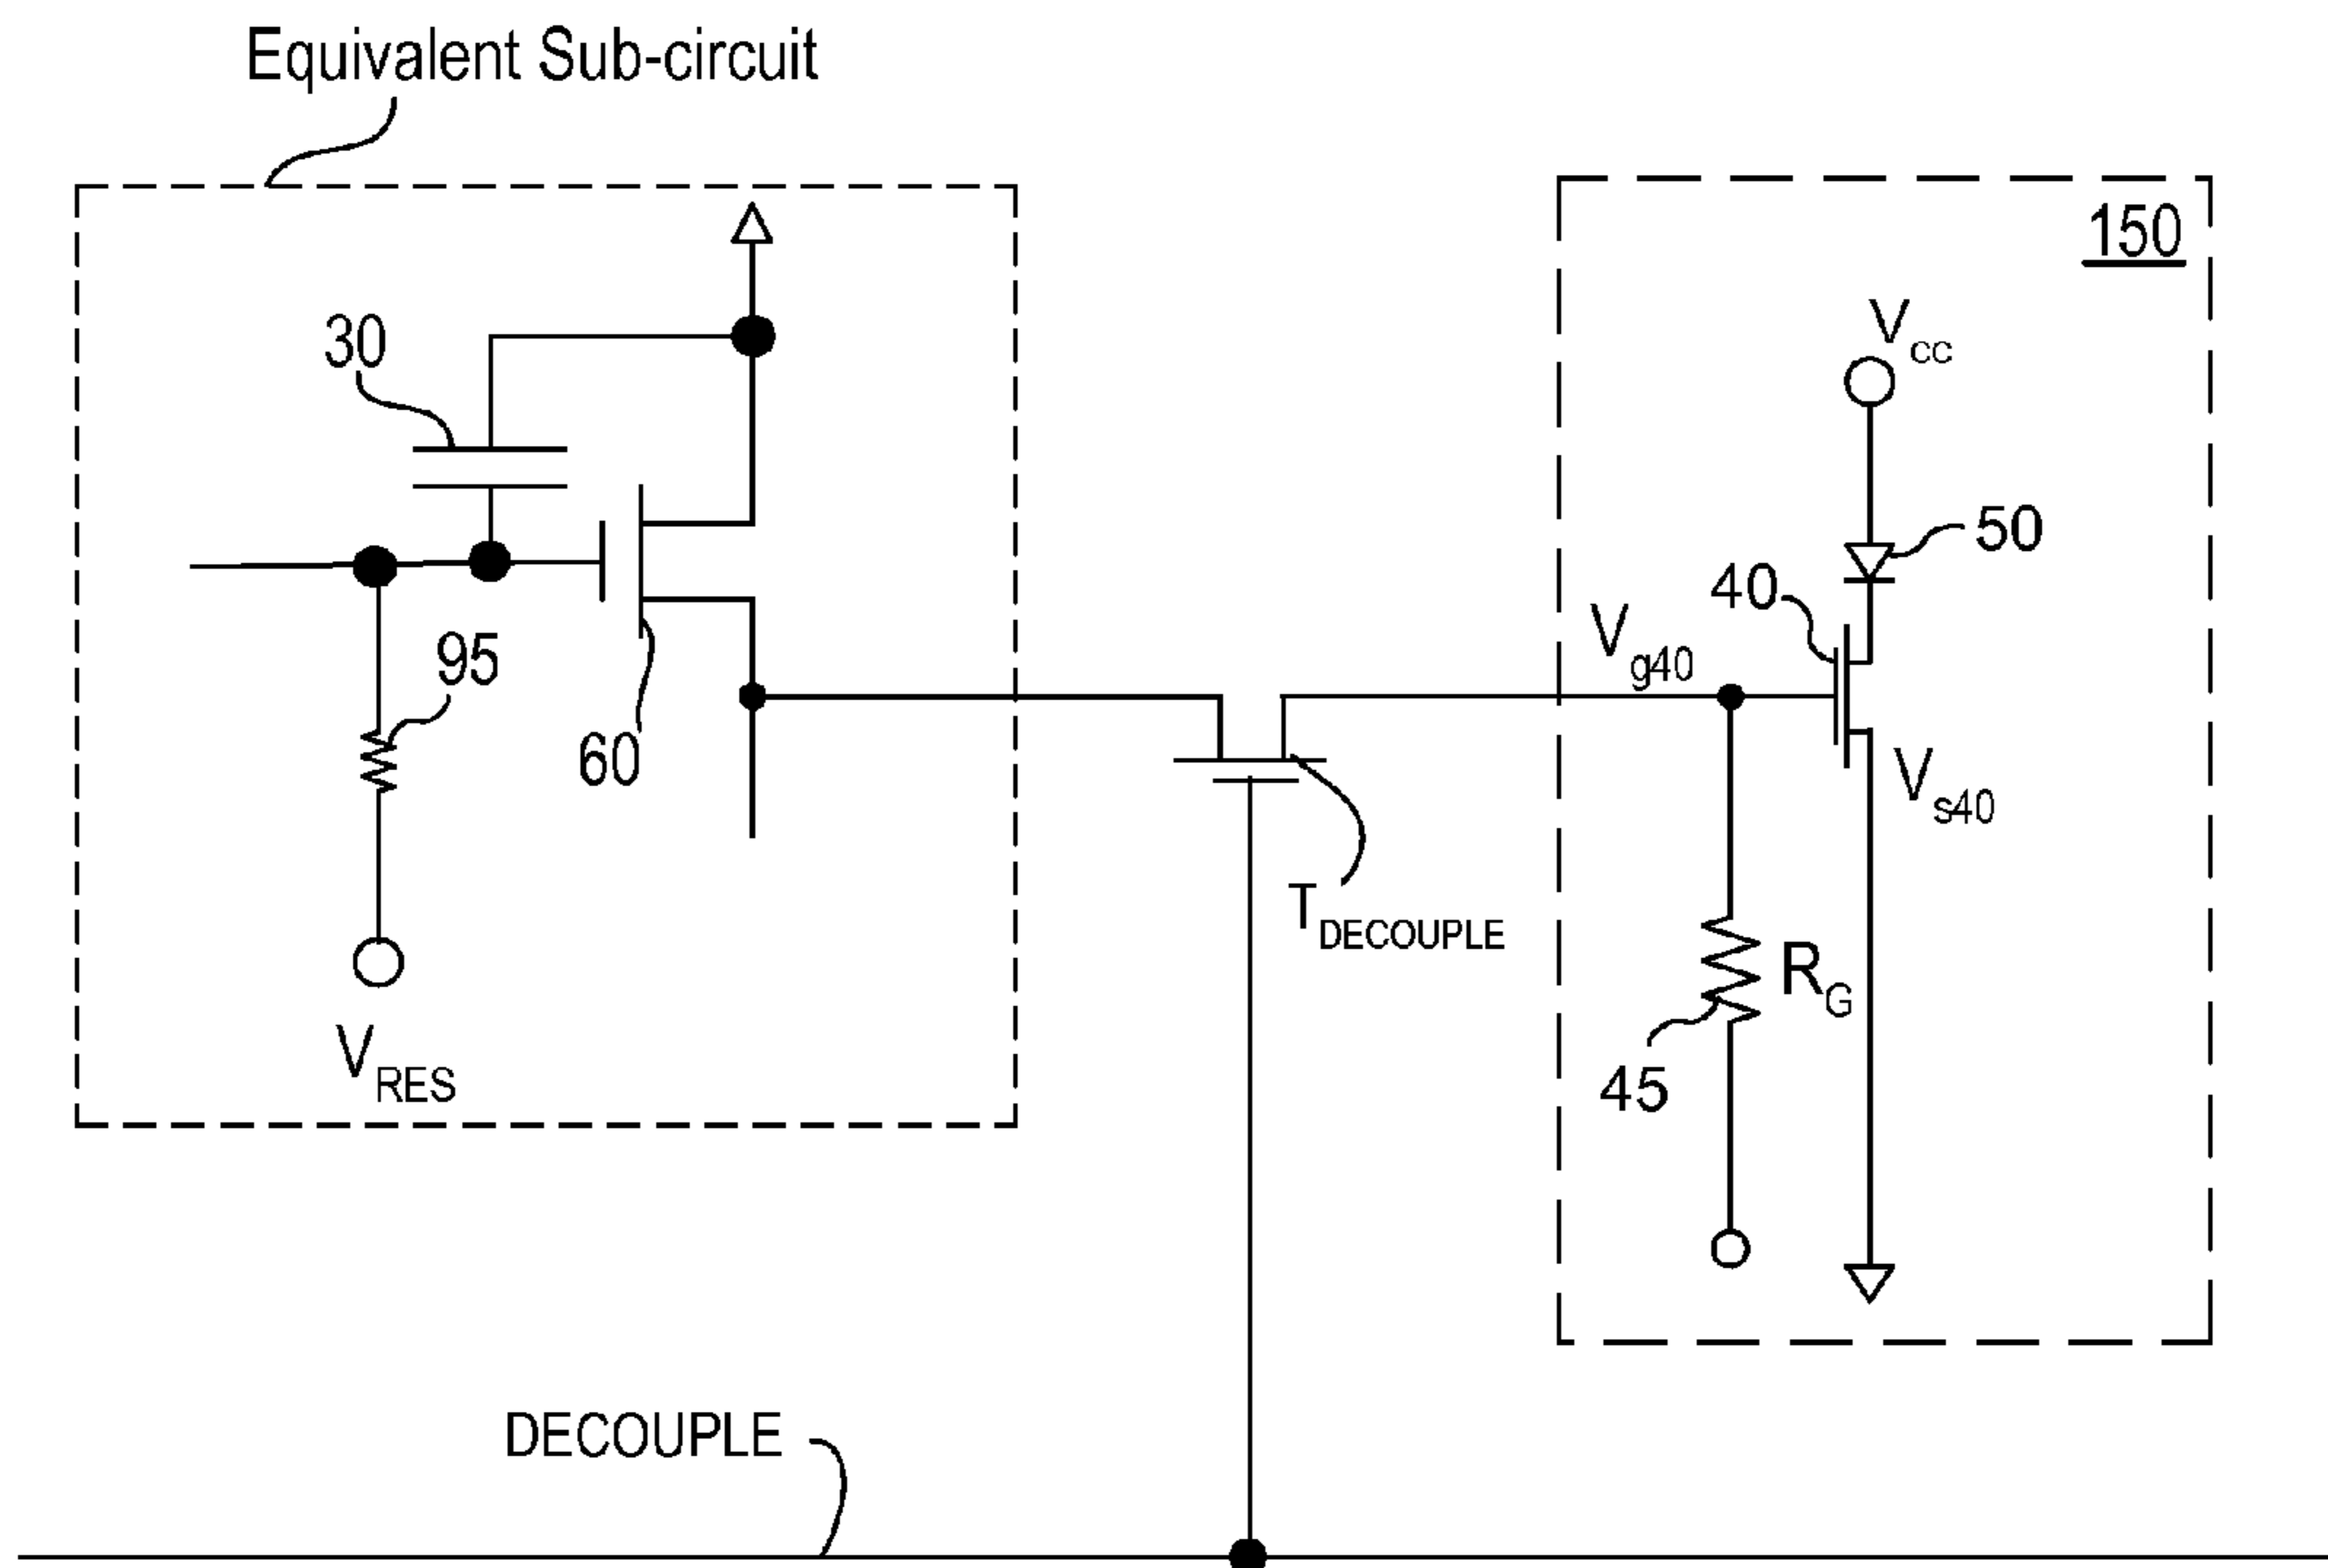 Equivalent Sub-circuit
150
30
Vcc
50
40
Vg40
95
60
Vs40
TDECOUPLE
RG
VRES
45
DECOUPLE